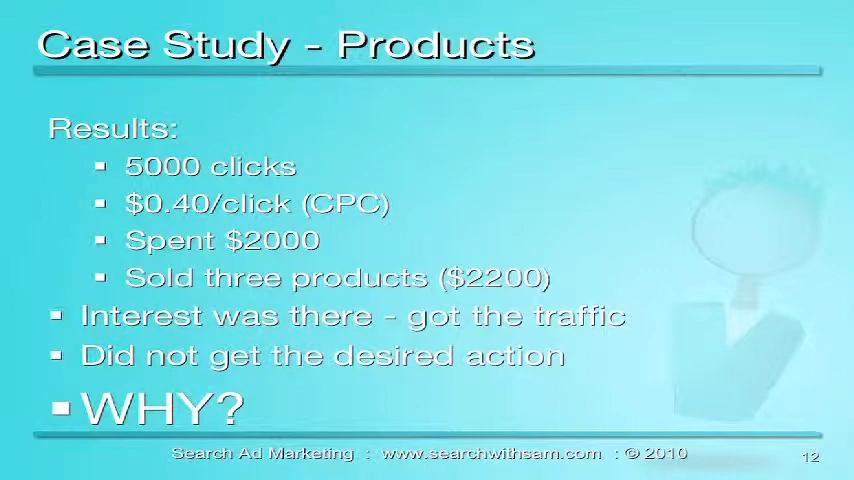 Case Study - Products
Results:
▪ 5000 clicks
▪ $0.40/click (CPC)
▪ Spent $2000
▪ Sold three products ($2200)
▪ Interest was there - got the traffic
▪ Did not get the desired action
▪ WHY?
Search Ad Marketing : www.searchwithsam.com : © 2010
12